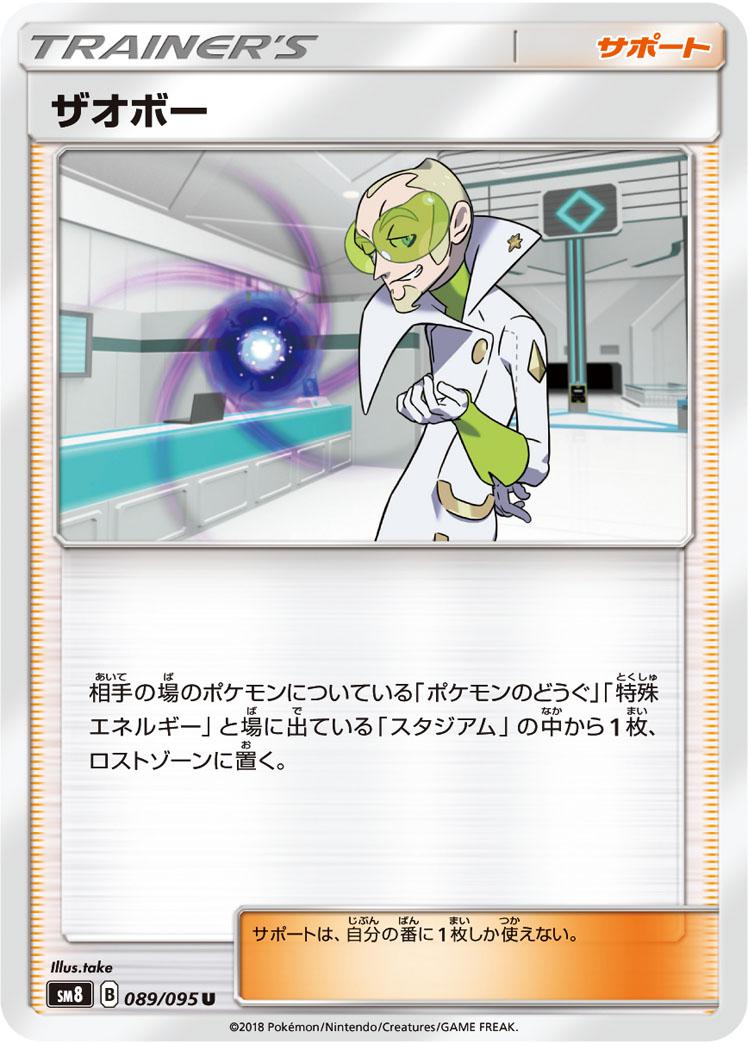 TRAINER'S
サポート
ザオボー
相手の場のポケモンについている「ポケモンのどうぐ」「特殊
エネルギー」と場に出ている「スタジアム」の中から1枚、
ロストゾーンに置く。
サポートは、自分の番に1枚しか使えない。
Illus.take
SM8 B 089/095 U
©2018 Pokémon/Nintendo/Creatures/GAME FREAK.